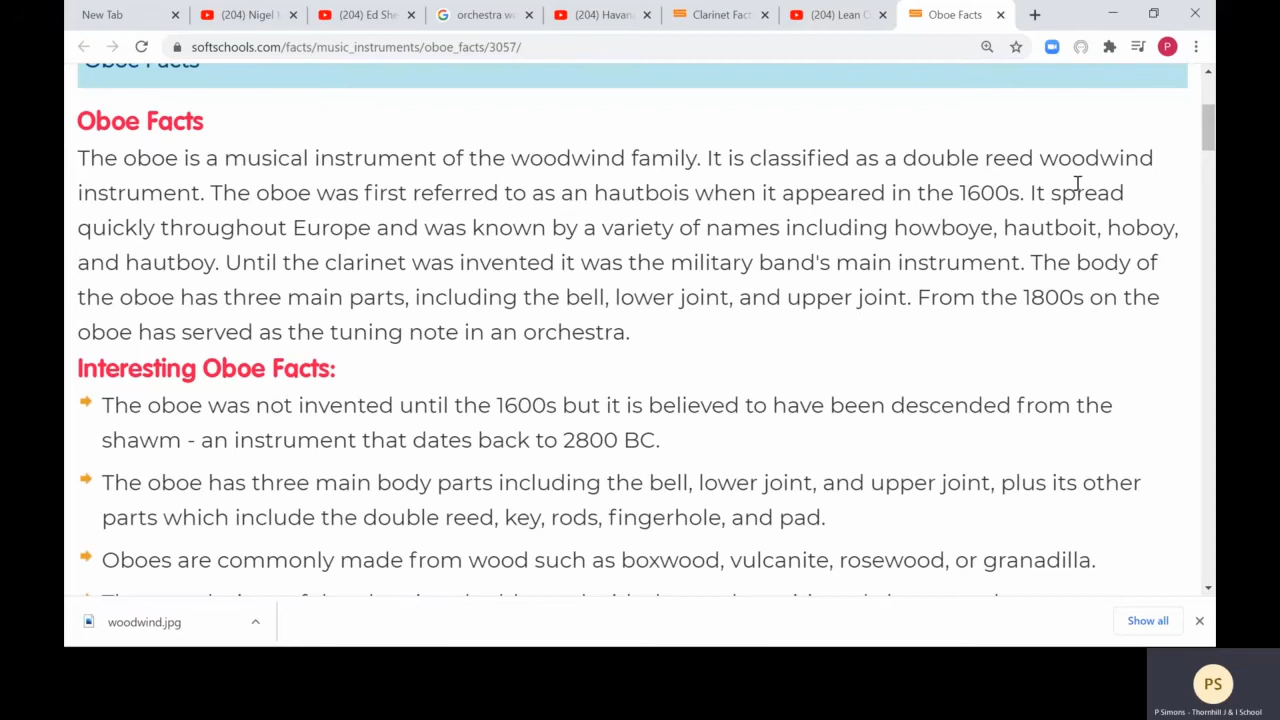 New Tab
(204) Nigel
(204) Ed She
orchestra w
(204) Havan
Clarinet Fact
(204) Lean
Oboe Facts
softschools.com/facts/music_instruments/oboe_facts/3057/
P
Oboe Facts
Oboe Facts
The oboe is a musical instrument of the woodwind family. It is classified as a double reed woodwind
instrument. The oboe was first referred to as an hautbois when it appeared in the 1600s. It spread
quickly throughout Europe and was known by a variety of names including howboye, hautboit, hoboy,
and hautboy. Until the clarinet was invented it was the military band's main instrument. The body of
the oboe has three main parts, including the bell, lower joint, and upper joint. From the 1800s on the
oboe has served as the tuning note in an orchestra.
Interesting Oboe Facts:
The oboe was not invented until the 1600s but it is believed to have been descended from the
shawm - an instrument that dates back to 2800 BC.
The oboe has three main body parts including the bell, lower joint, and upper joint, plus its other
parts which include the double reed, key, rods, fingerhole, and pad.
Oboes are commonly made from wood such as boxwood, vulcanite, rosewood, or granadilla.
woodwind.jpg
Show all
PS
P Simons - Thornhill J & I School